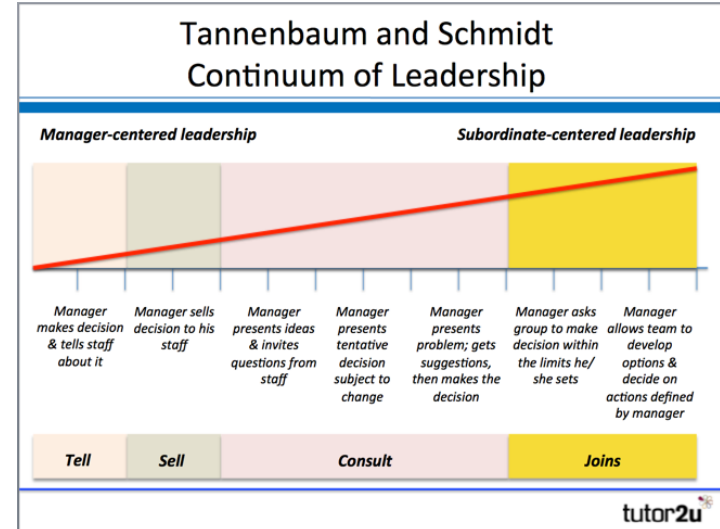 Tannenbaum and Schmidt
Continuum of Leadership
Manager-centered leadership
Subordinate-centered leadership
Manager
makes decision
& tells staff
about it
Manager sells
decision to his
staff
Manager
presents ideas
& invites
questions from
staff
Manager
presents
tentative
decision
subject to
change
Manager
presents
problem; gets
suggestions,
then makes the
decision
Manager asks
group to make
decision within
the limits he/
she sets
Manager
allows team to
develop
options &
decide on
actions defined
by manager
Tell
Sell
Consult
Joins
tutor2u